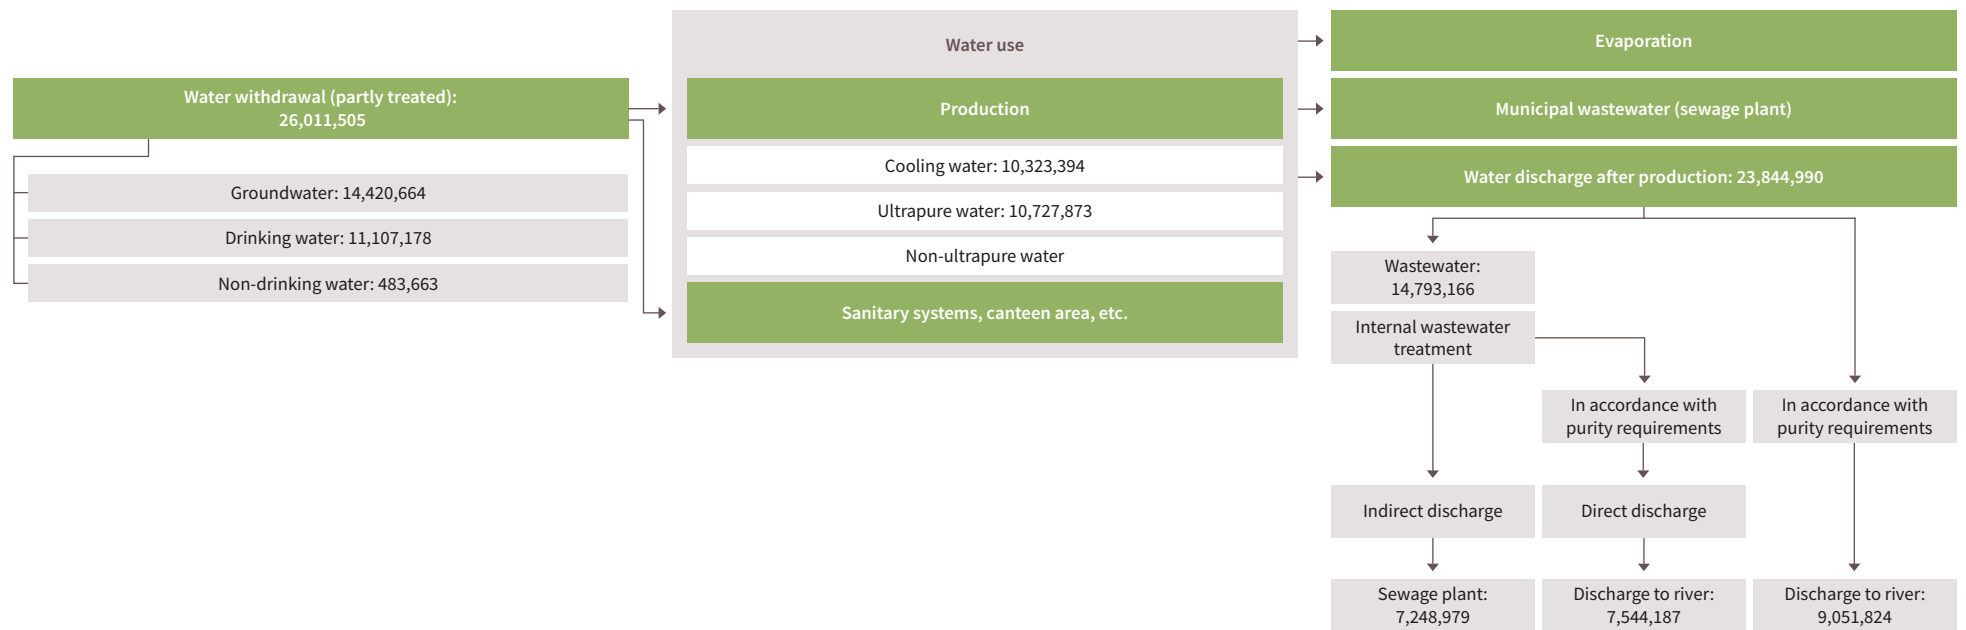 Water withdrawal (partly treated):
26,011,505
Groundwater: 14,420,664
Drinking water: 11,107,178
Non-drinking water: 483,663
Water use
Production
Cooling water: 10,323,394
Ultrapure water: 10,727,873
Non-ultrapure water
Sanitary systems, canteen area, etc.
Evaporation
Municipal wastewater (sewage plant)
Water discharge after production: 23,844,990
Wastewater:
14,793,166
Internal wastewater
treatment
In accordance with
purity requirements
In accordance with
purity requirements
Indirect discharge
Direct discharge
Sewage plant:
7,248,979
Discharge to river:
7,544,187
Discharge to river:
9,051,824